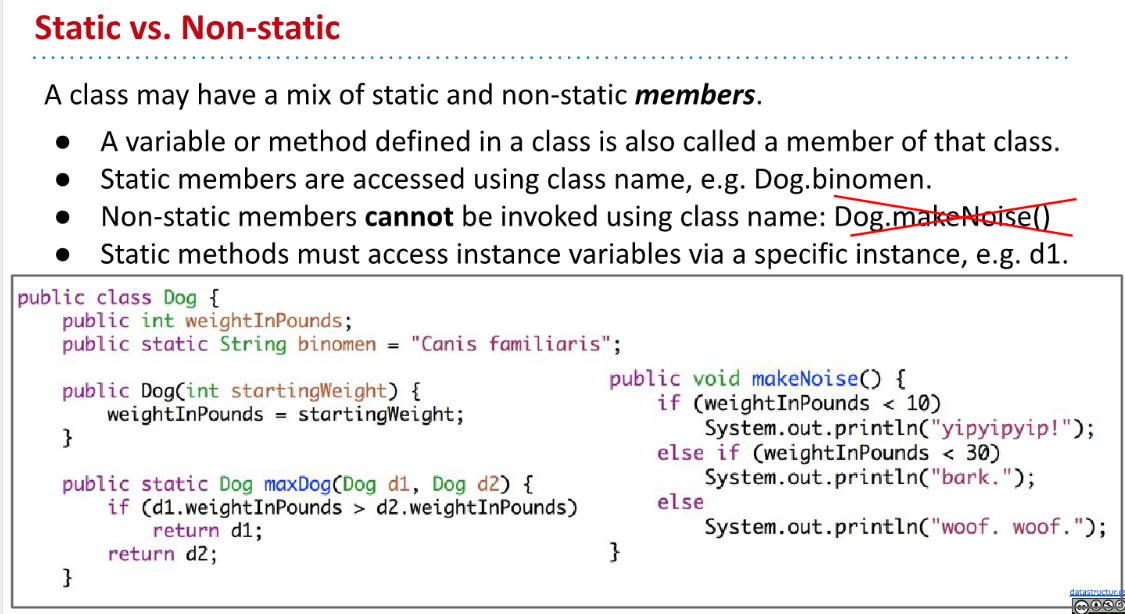 Static vs. Non-static
A class may have a mix of static and non-static members.
● A variable or method defined in a class is also called a member of that class.
● Static members are accessed using class name, e.g. Dog.binomen.
● Non-static members cannot be invoked using class name: Dog.makeNoise()
● Static methods must access instance variables via a specific instance, e.g. d1.
public class Dog {
    public int weightInPounds;
    public static String binomen = "Canis familiaris";
    public Dog(int startingWeight) {
        weightInPounds = startingWeight;
    }
    public static Dog maxDog(Dog d1, Dog d2) {
        if (d1.weightInPounds > d2.weightInPounds)
            return d1;
        return d2;
    }
public void makeNoise() {
    if (weightInPounds < 10)
        System.out.println("yipyipyip!");
    else if (weightInPounds < 30)
        System.out.println("bark.");
    else
        System.out.println("woof. woof.");
}